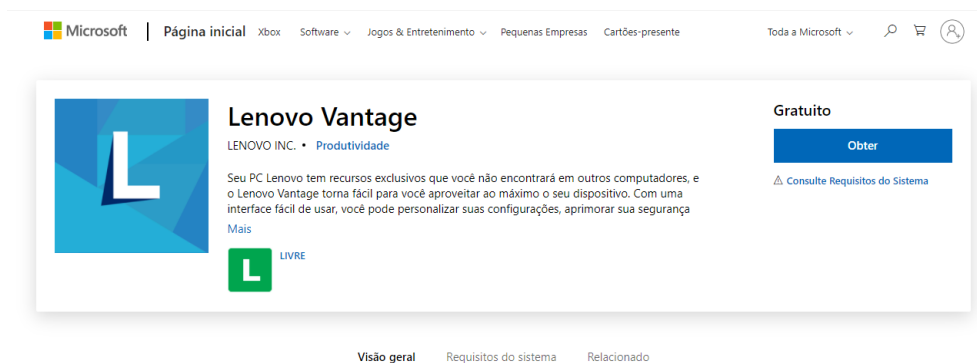 Microsoft Página inicial Xbox Software Jogos & Entretenimento Pequenas Empresas Cartões-presente Toda a Microsoft
L
Lenovo Vantage
LENOVO INC. • Produtividade
Seu PC Lenovo tem recursos exclusivos que você não encontrará em outros computadores, e
o Lenovo Vantage torna fácil para você aproveitar ao máximo o seu dispositivo. Com uma
interface fácil de usar, você pode personalizar suas configurações, aprimorar sua segurança
Mais
L LIVRE
Gratuito
Obter
Consulte Requisitos do Sistema
Visão geral Requisitos do sistema Relacionado